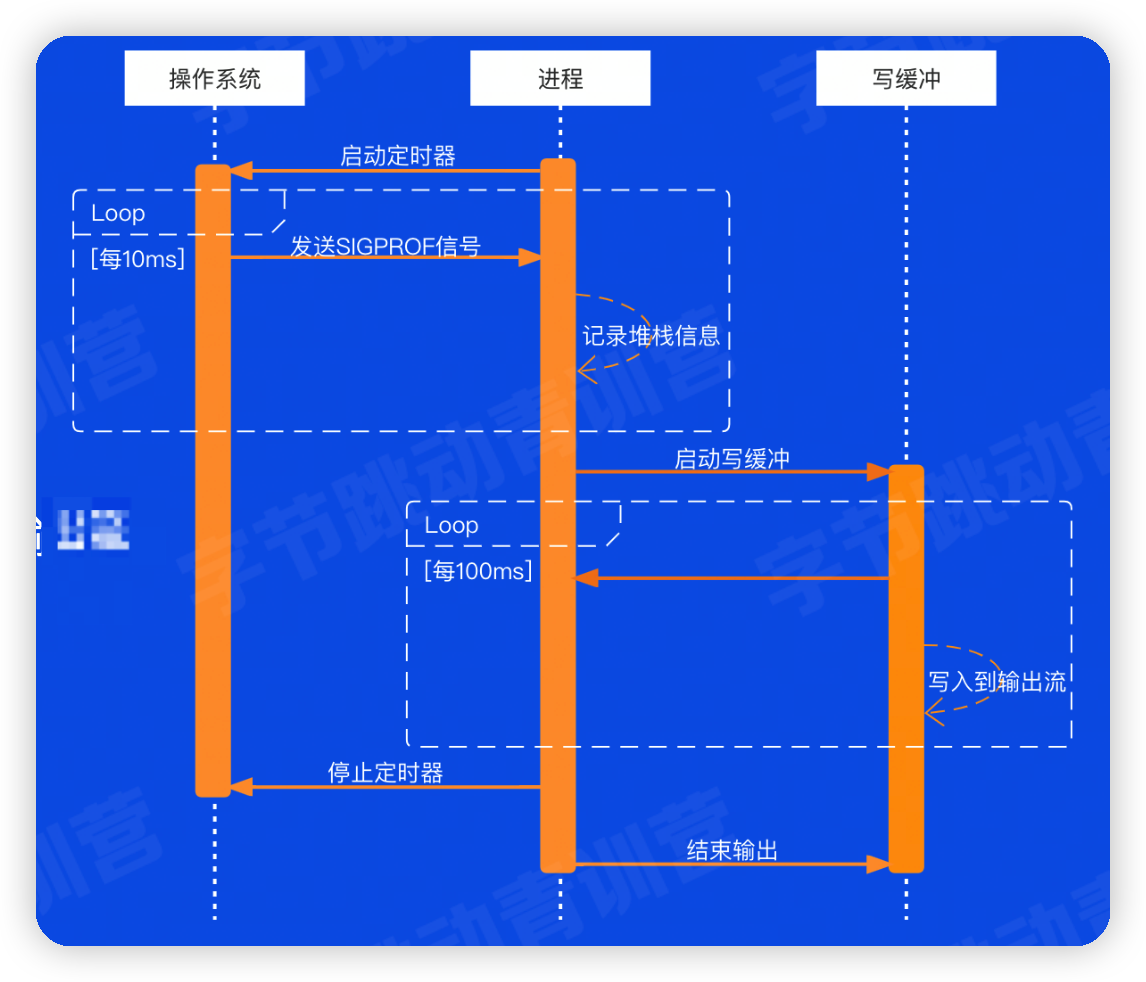 操作系统
进程
写缓冲
启动定时器
Loop
[每10ms]
发送SIGPROF信号
记录堆栈信息
启动写缓冲
Loop
[每100ms]
写入到输出流
停止定时器
结束输出
字节跳动青训营